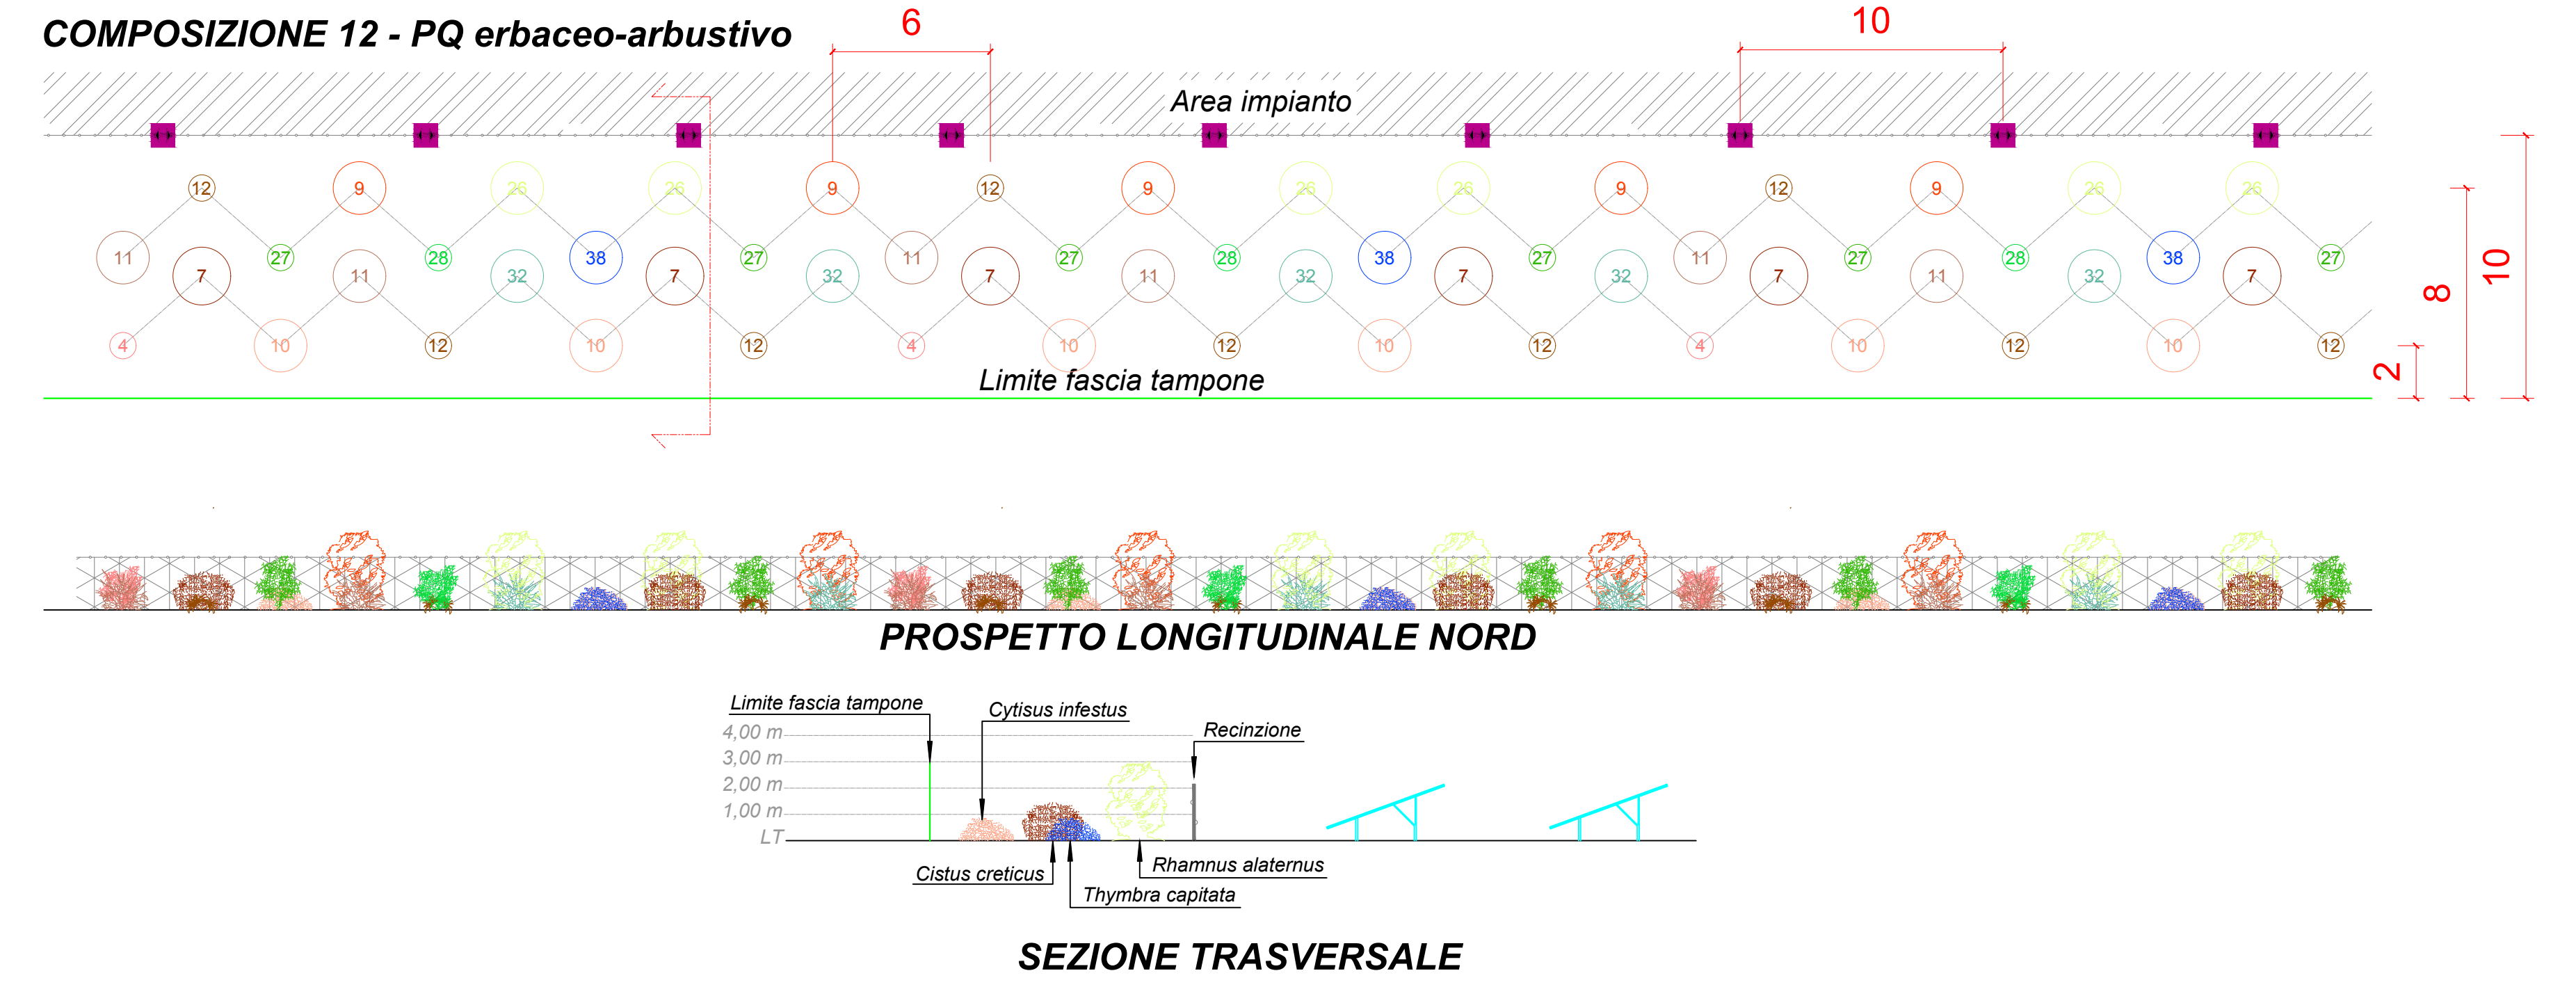 COMPOSIZIONE 12 - PQ erbaceo-arbustivo
6
10
Area impianto
12 9 26 26 9 12 9 26 26 9 12 9 26 26
11 27 28 38 27 11 27 28 38 27 11 27 28 38 27
7 11 32 7 32 7 11 32 7 32 7 11 32 7
4 10 12 10 12 4 10 12 10 12 4 10 12 10 12
2
8
10
Limite fascia tampone
PROSPETTO LONGITUDINALE NORD
Limite fascia tampone
Cytisus infestus
Recinzione
4,00 m
3,00 m
2,00 m
1,00 m
LT
Cistus creticus
Rhamnus alaternus
Thymbra capitata
SEZIONE TRASVERSALE